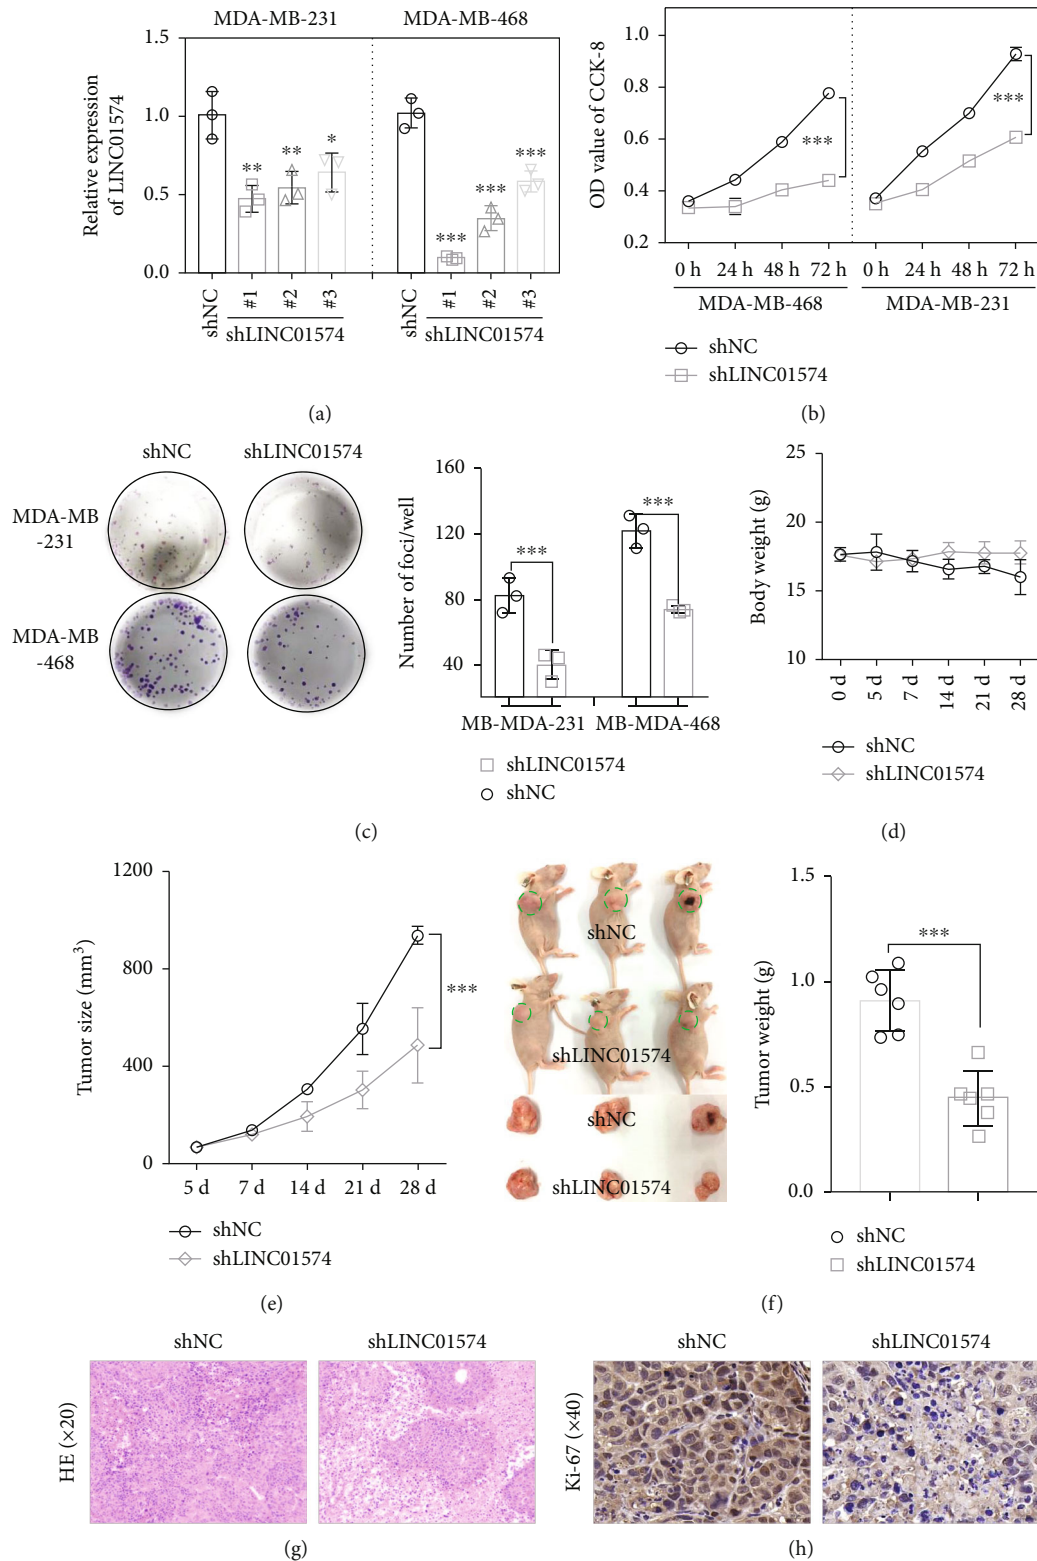 MDA-MB-231 MDA-MB-468
Relative expression
of LINC01574
1.5
1.0
0.5
0.0
** ** * *** *** ***
shNC #1 #2 #3 shNC #1 #2 #3
shLINC01574 shLINC01574
(a)
OD value of CCK-8
1.0
0.8
0.6
0.4
0.2
*** ***
0 h 24 h 48 h 72 h 0 h 24 h 48 h 72 h
MDA-MB-468 MDA-MB-231
shNC
shLINC01574
(b)
shNC shLINC01574
MDA-MB
-231
MDA-MB
-468
Number of foci/well
160
120
80
40
*** ***
MB-MDA-231 MB-MDA-468
shLINC01574
shNC
(c)
Body weight (g)
25
20
15
10
0 d 5 d 7 d 14 d 21 d 28 d
shNC
shLINC01574
(d)
Tumor size (mm³)
1200
800
400
0
***
5 d 7 d 14 d 21 d 28 d
shNC
shLINC01574
(e)
shNC
shLINC01574
shNC
shLINC01574
Tumor weight (g)
1.5
1.0
0.5
0.0
***
shNC
shLINC01574
(f)
shNC shLINC01574
HE (×20)
(g)
shNC shLINC01574
Ki-67 (×40)
(h)